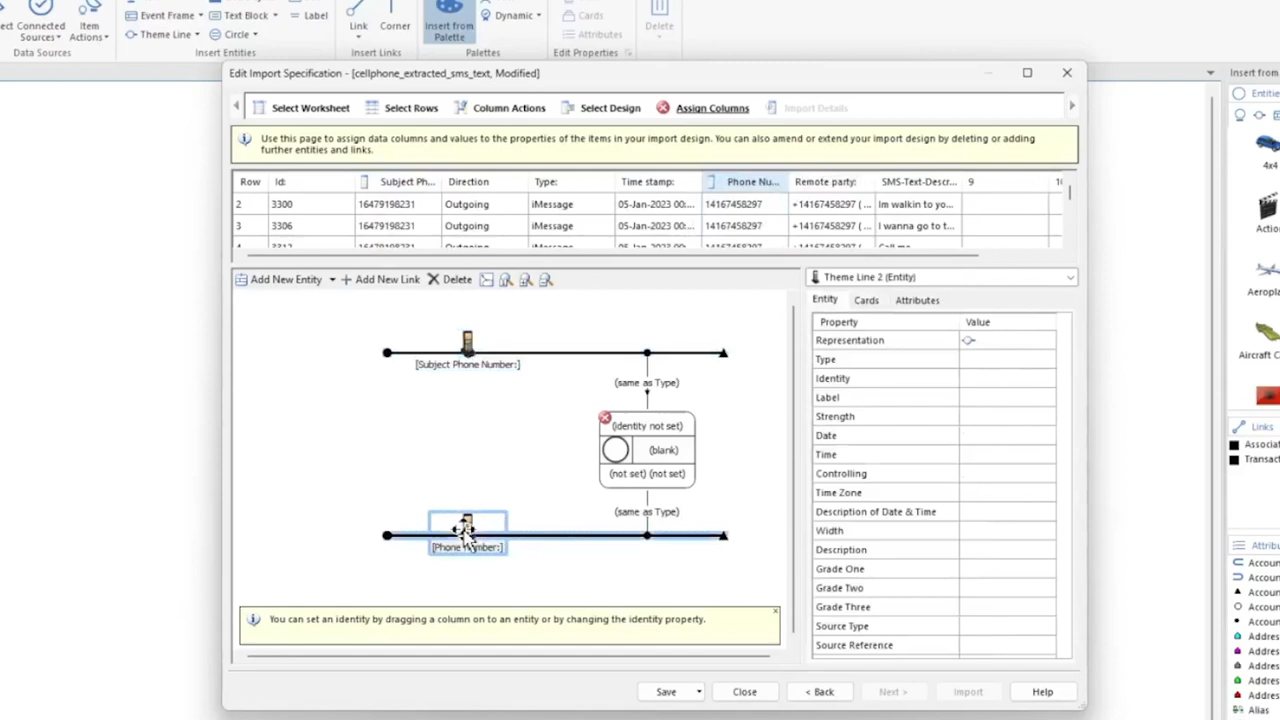 Connected
Sources
Item
Actions
Event Frame
Text Block
Label
Theme Line
Circle
Link
Corner
Insert from
Palette
Dynamic
Cards
Attributes
Delete
Data Sources
Insert Entities
Insert Links
Palettes
Edit Properties
Edit Import Specification - [cellphone_extracted_sms_text, Modified]
Select Worksheet
Select Rows
Column Actions
Select Design
Assign Columns
Import Details
Use this page to assign data columns and values to the properties of the items in your import design. You can also amend or extend your import design by deleting or adding
further entities and links.
Row Id: Subject Ph... Direction Type: Time stamp: Phone Nu... Remote party: SMS-Text-Descr... 9
2 3300 16479198231 Outgoing iMessage 05-Jan-2023 00:... 14167458297 +14167458297 ( ... Im walkin to yo...
3 3306 16479198231 Outgoing iMessage 05-Jan-2023 00:... 14167458297 +14167458297 ( ... I wanna go to t...
Add New Entity
Add New Link
Delete
Theme Line 2 (Entity)
Entity Cards Attributes
Property Value
Representation
Type
Identity
Label
Strength
Date
Time
Controlling
Time Zone
Description of Date & Time
Width
Description
Grade One
Grade Two
Grade Three
Source Type
Source Reference
[Subject Phone Number:]
(same as Type)
(identity not set)
(blank)
(not set) (not set)
(same as Type)
You can set an identity by dragging a column on to an entity or by changing the identity property.
Save
Close
< Back
Next >
Import
Help
Insert from
4x4
Links
Alias